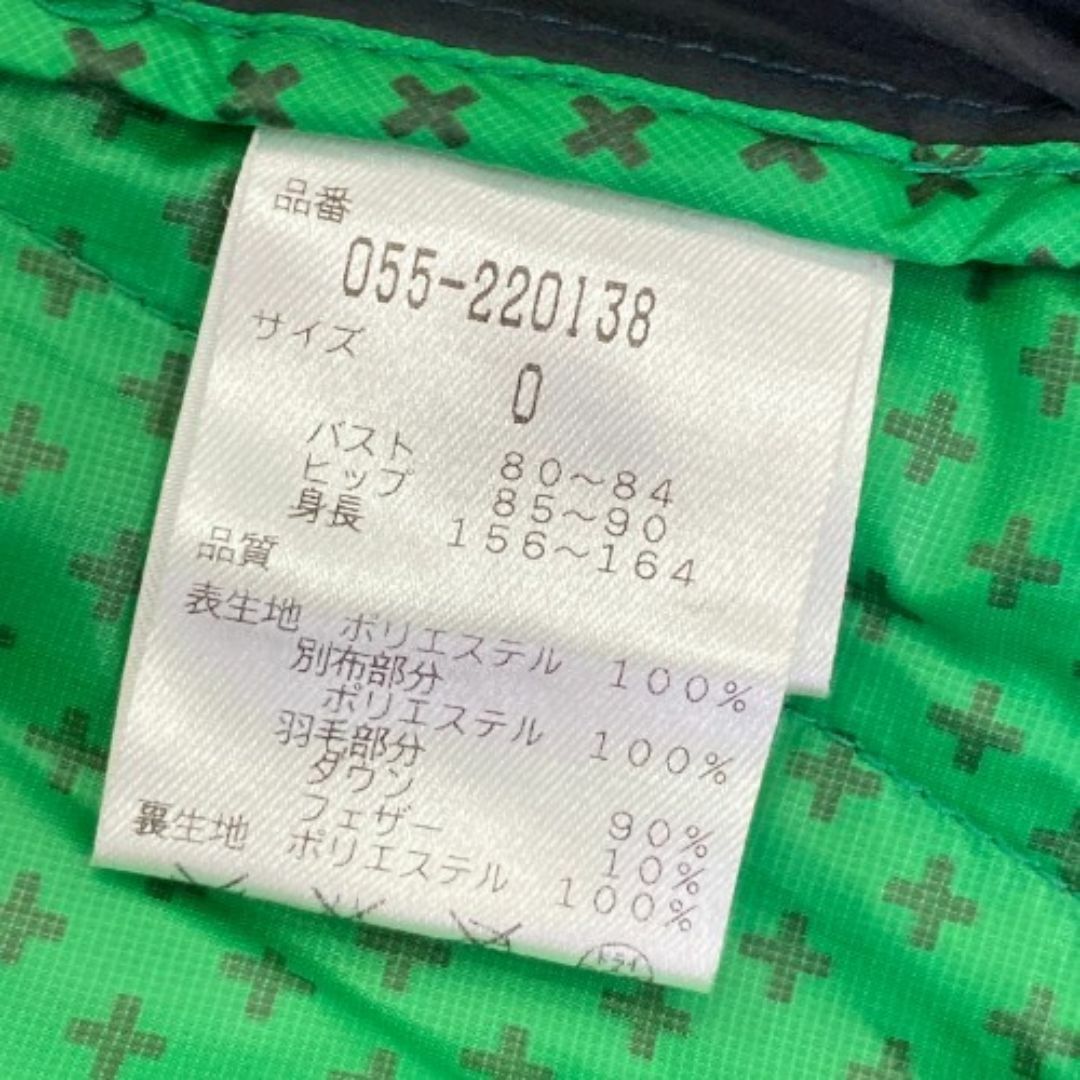 品番
055-220138
サイズ
0
バスト 80～84
ヒップ 85～90
身長 156～164
品質
表生地 ポリエステル 100%
別布部分
ポリエステル 100%
羽毛部分
ダウン 90%
フェザー 10%
裏生地 ポリエステル 100%
ドライ